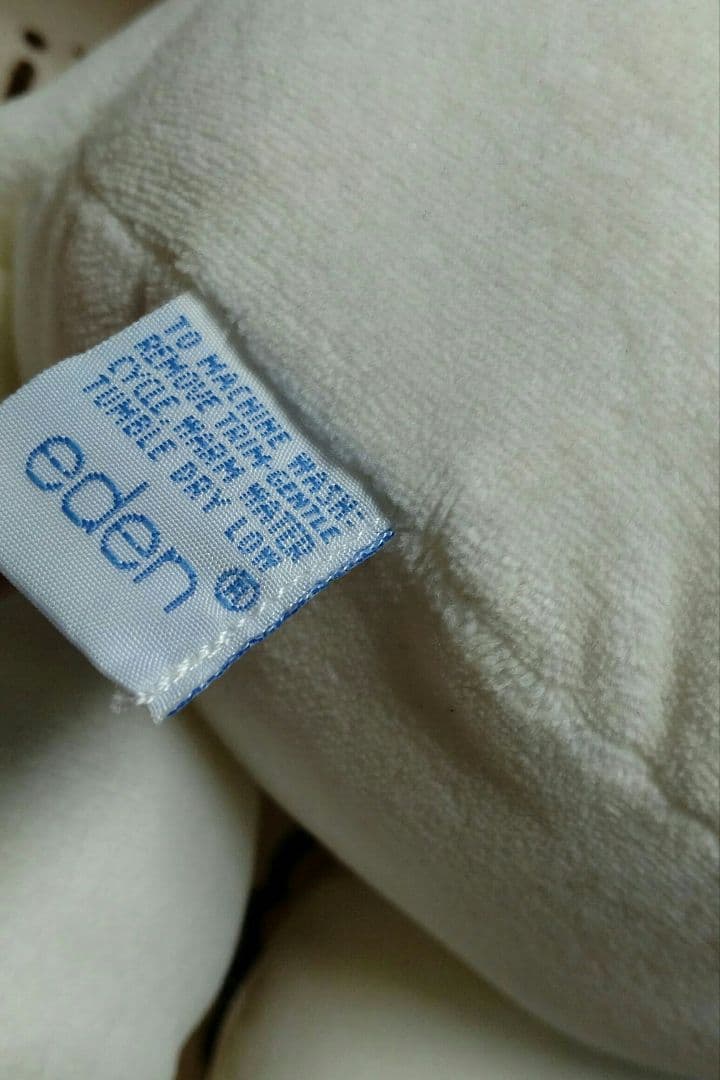 TO MACHINE WASH-
REMOVE TRIM GENTLE
CYCLE WARM WATER
TUMBLE DRY LOW
eden®